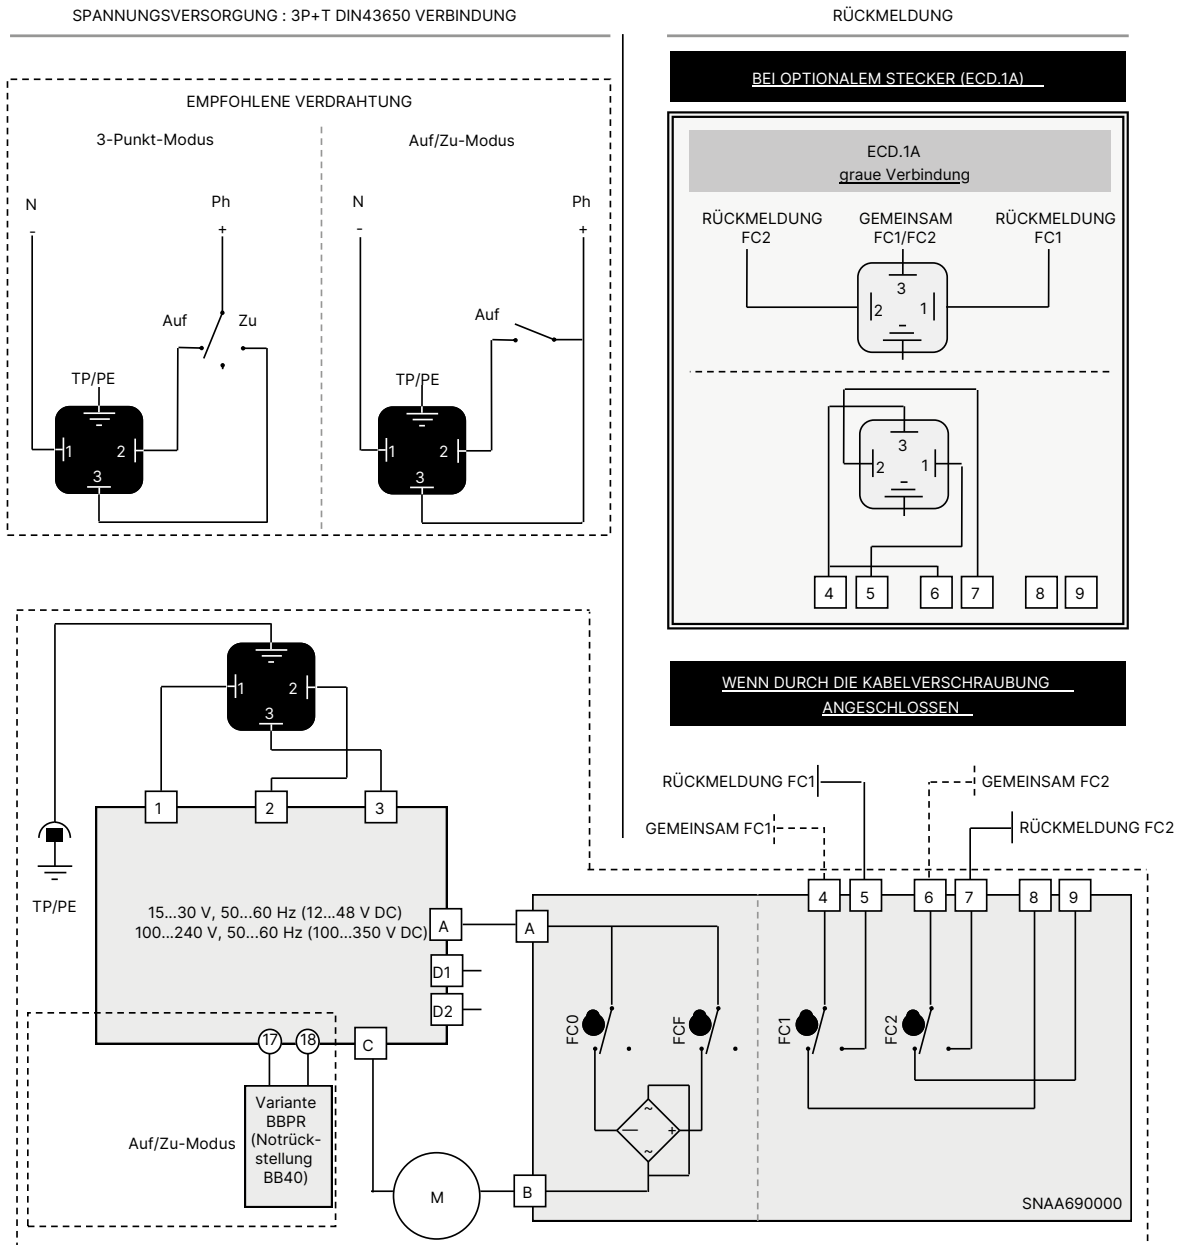 SPANNUNGSVERSORGUNG : 3P+T DIN43650 VERBINDUNG
RÜCKMELDUNG
EMPFOHLENE VERDRAHTUNG
3-Punkt-Modus
Auf/Zu-Modus
N
Ph
N
Ph
-
+
-
+
Auf
Zu
Auf
TP/PE
TP/PE
1
2
3
1
2
3
BEI OPTIONALEM STECKER (ECD.1A)
ECD.1A
graue Verbindung
RÜCKMELDUNG
FC2
GEMEINSAM
FC1/FC2
RÜCKMELDUNG
FC1
3
2
1
3
2
1
4
5
6
7
8
9
WENN DURCH DIE KABELVERSCHRAUBUNG
ANGESCHLOSSEN
RÜCKMELDUNG FC1
GEMEINSAM FC2
GEMEINSAM FC1
RÜCKMELDUNG FC2
1
2
3
1
2
3
TP/PE
15...30 V, 50...60 Hz (12...48 V DC)
100...240 V, 50...60 Hz (100...350 V DC)
A
D1
D2
17
18
C
Variante
BBPR
(Notrück-
stellung
BB40)
Auf/Zu-Modus
M
A
B
4
5
6
7
8
9
FC0
FCF
FC1
FC2
~
—
+
~
SNAA690000